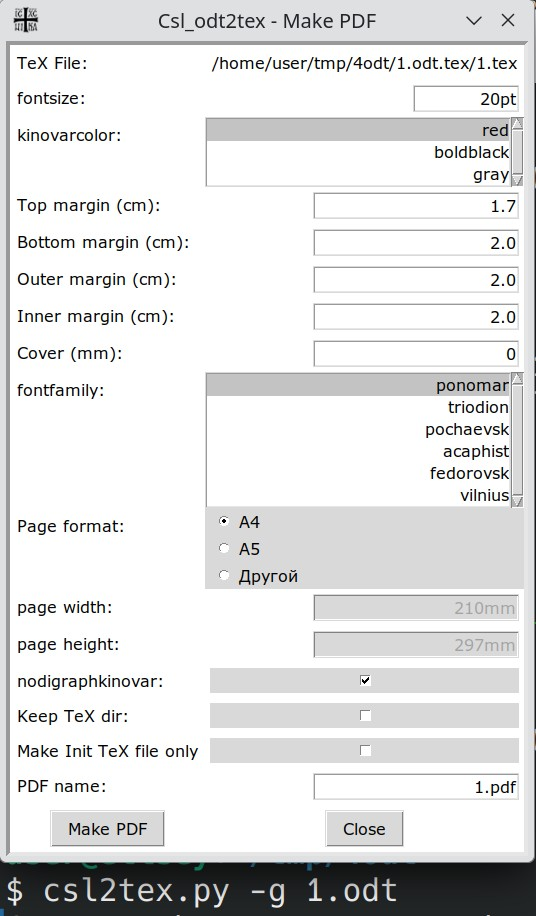 Csl_odt2tex - Make PDF
TeX File: /home/user/tmp/4odt/1.odt.tex/1.tex
fontsize: 20pt
kinovarcolor: red
boldblack
gray
Top margin (cm): 1.7
Bottom margin (cm): 2.0
Outer margin (cm): 2.0
Inner margin (cm): 2.0
Cover (mm): 0
fontfamily: ponomar
triodion
pochaevsk
acaphist
fedorovsk
vilnius
Page format: A4
A5
Другой
page width: 210mm
page height: 297mm
nodigraphkinovar:
Keep TeX dir:
Make Init TeX file only
PDF name: 1.pdf
Make PDF Close
$ csl2tex.py -g 1.odt